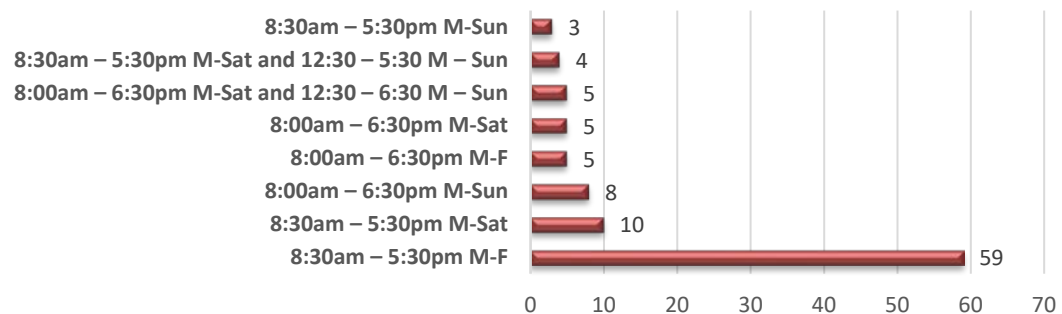 8:30am – 5:30pm M-Sun 3
8:30am – 5:30pm M-Sat and 12:30 – 5:30 M – Sun 4
8:00am – 6:30pm M-Sat and 12:30 – 6:30 M – Sun 5
8:00am – 6:30pm M-Sat 5
8:00am – 6:30pm M-F 5
8:00am – 6:30pm M-Sun 8
8:30am – 5:30pm M-Sat 10
8:30am – 5:30pm M-F 59
0 10 20 30 40 50 60 70